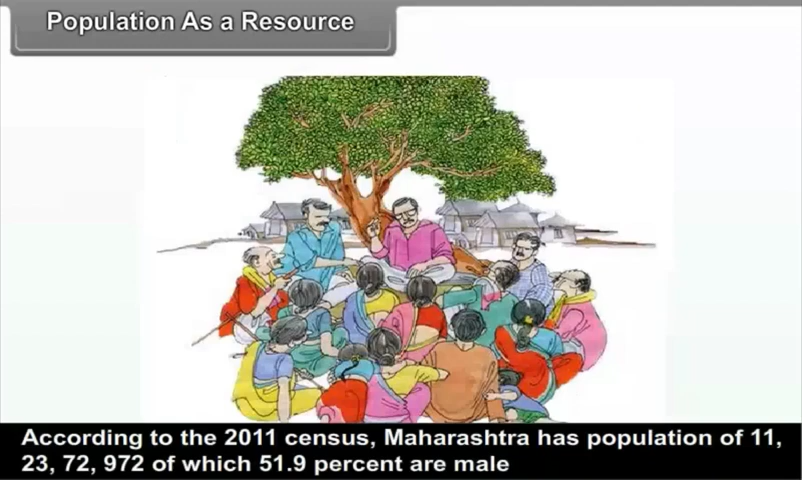 Population As a Resource
According to the 2011 census, Maharashtra has population of 11,
23, 72, 972 of which 51.9 percent are male